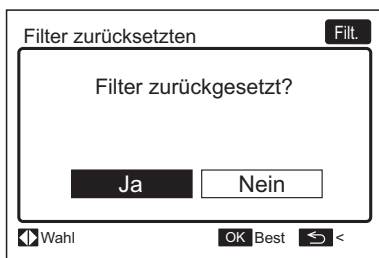 Filter zurücksetzten Filt.
Filter zurückgesetzt?
Ja Nein
Wahl OK Best <